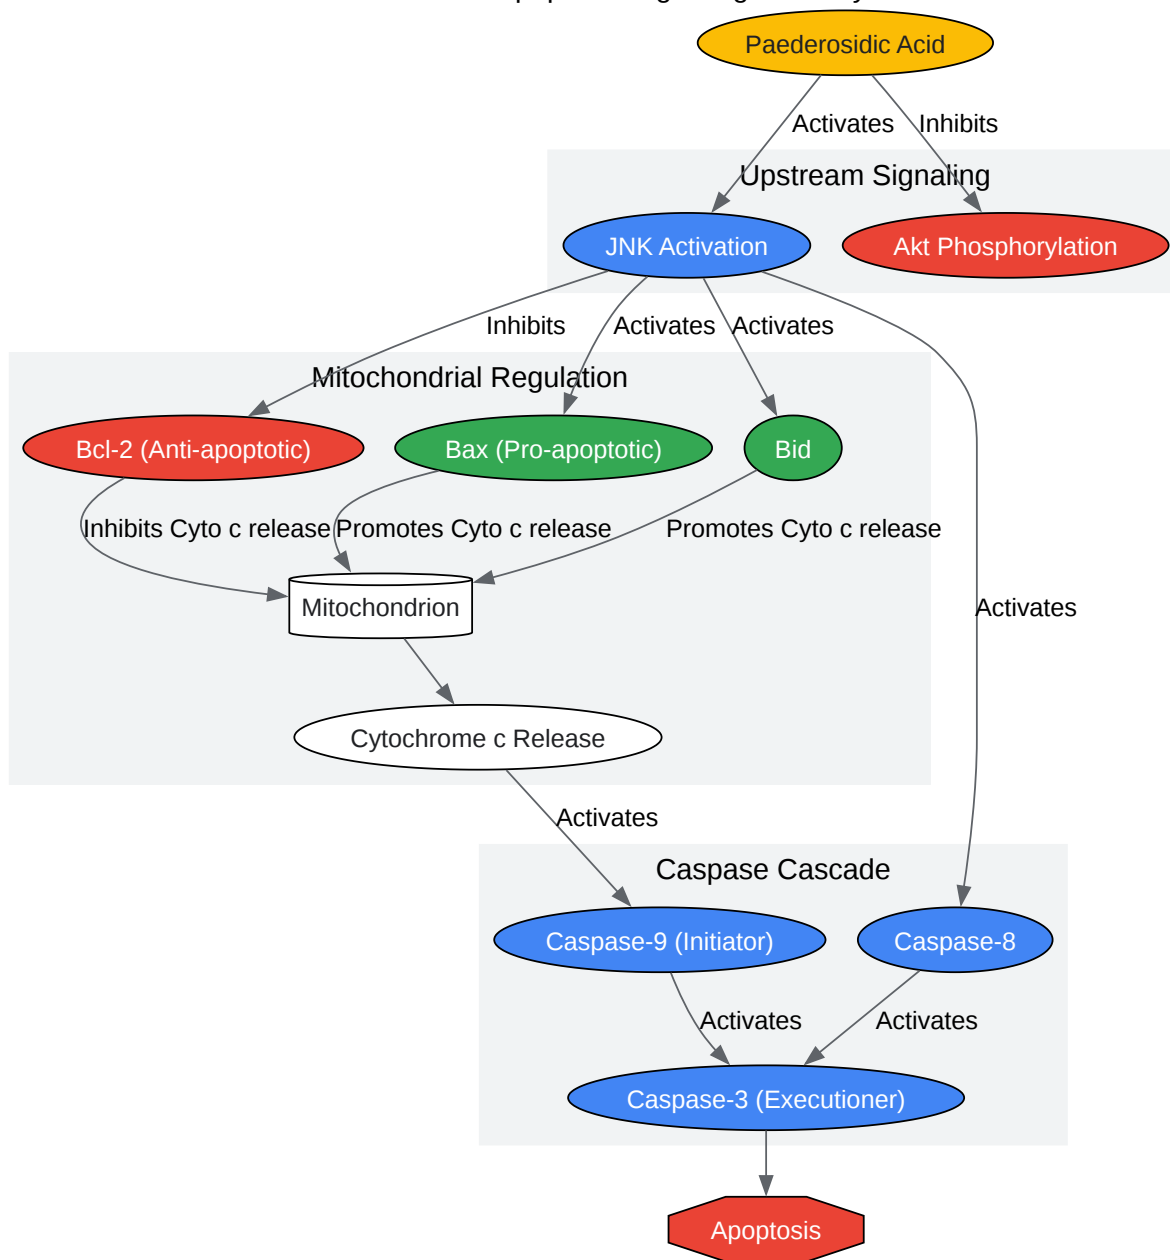 Paederosidic Acid
Activates
Inhibits
Upstream Signaling
JNK Activation
Akt Phosphorylation
Inhibits
Activates
Activates
Mitochondrial Regulation
Bcl-2 (Anti-apoptotic)
Bax (Pro-apoptotic)
Bid
Inhibits Cyto c release
Promotes Cyto c release
Promotes Cyto c release
Mitochondrion
Activates
Cytochrome c Release
Activates
Caspase Cascade
Caspase-9 (Initiator)
Caspase-8
Activates
Activates
Caspase-3 (Executioner)
Apoptosis